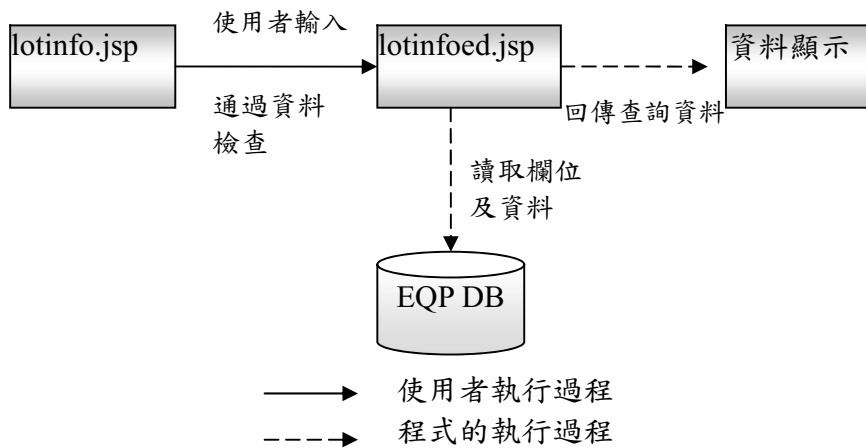 使用者輸入
lotinfo.jsp
lotinfoed.jsp
資料顯示
通過資料
檢查
回傳查詢資料
讀取欄位
及資料
EQP DB
使用者執行過程
程式的執行過程